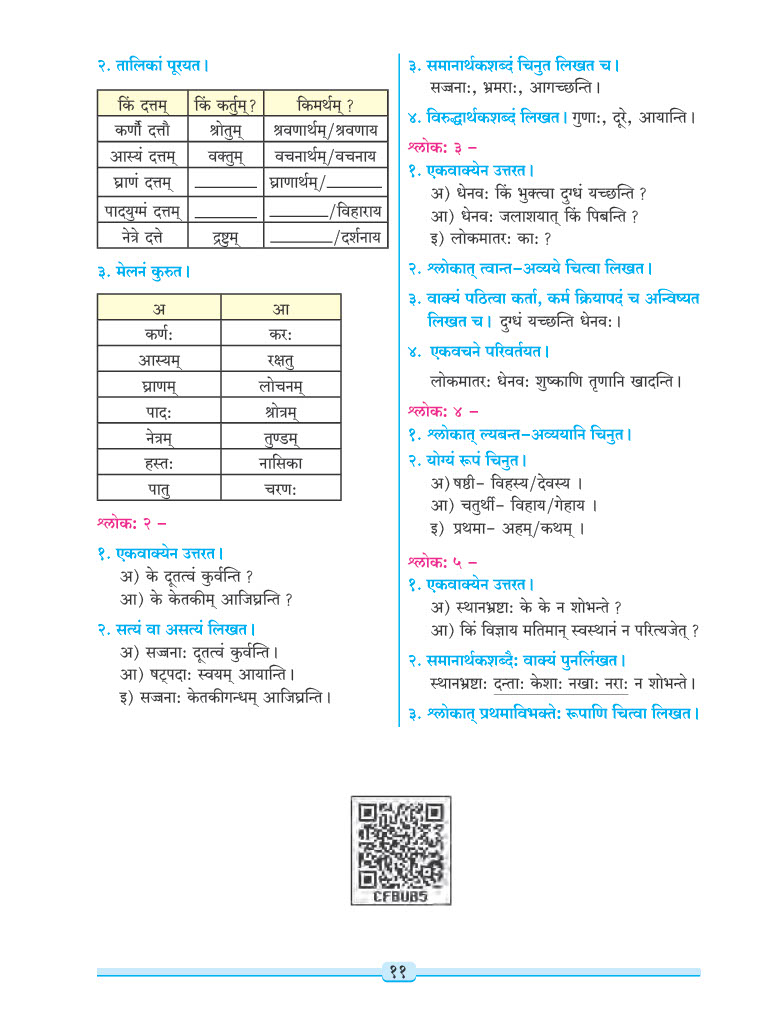 २. तालिकां पूरयत।
किं दत्तम् किं कर्तुम्? किमर्थम् ?
कर्णौ दत्तौ श्रोतुम् श्रवणार्थम्/श्रवणाय
आस्यं दत्तम् वक्तुम् वचनार्थम्/वचनाय
घ्राणं दत्तम् ________ घ्राणार्थम्/_______
पादयुग्मं दत्तम् ________ ________/विहाराय
नेत्रे दत्ते द्रष्टुम् ________/दर्शनाय
३. मेलनं कुरुत।
अ आ
कर्णः करः
आस्यम् रक्षतु
घ्राणम् लोचनम्
पादः श्रोत्रम्
नेत्रम् तुण्डम्
हस्तः नासिका
पातु चरणः
श्लोकः २ –
१. एकवाक्येन उत्तरत।
अ) के दूतत्वं कुर्वन्ति ?
आ) के केतकीम् आजिघ्रन्ति ?
२. सत्यं वा असत्यं लिखत।
अ) सज्जनाः दूतत्वं कुर्वन्ति।
आ) षट्पदाः स्वयम् आयान्ति।
इ) सज्जनाः केतकीगन्धम् आजिघ्रन्ति।
३. समानार्थकशब्दं चिनुत लिखत च।
सज्जनाः, भ्रमराः, आगच्छन्ति।
४. विरुद्धार्थकशब्दं लिखत। गुणाः, दूरे, आयान्ति।
श्लोकः ३ –
१. एकवाक्येन उत्तरत।
अ) धेनवः किं भुक्त्वा दुग्धं यच्छन्ति ?
आ) धेनवः जलाशयात् किं पिबन्ति ?
इ) लोकमातरः काः ?
२. श्लोकात् त्वान्त–अव्यये चित्वा लिखत।
३. वाक्यं पठित्वा कर्ता, कर्म क्रियापदं च अन्विष्यत
लिखत च। दुग्धं यच्छन्ति धेनवः।
४. एकवचने परिवर्तयत।
लोकमातरः धेनवः शुष्काणि तृणानि खादन्ति।
श्लोकः ४ –
१. श्लोकात् ल्यबन्त–अव्ययानि चिनुत।
२. योग्यं रूपं चिनुत।
अ) षष्ठी– विहस्य/देवस्य ।
आ) चतुर्थी– विहाय/गेहाय ।
इ) प्रथमा– अहम्/कथम् ।
श्लोकः ५ –
१. एकवाक्येन उत्तरत।
अ) स्थानभ्रष्टाः के के न शोभन्ते ?
आ) किं विज्ञाय मतिमान् स्वस्थानं न परित्यजेत् ?
२. समानार्थकशब्दैः वाक्यं पुनर्लिखत।
स्थानभ्रष्टाः दन्ताः केशाः नखाः नराः न शोभन्ते।
३. श्लोकात् प्रथमाविभक्तेः रूपाणि चित्वा लिखत।
CFBUB5
११